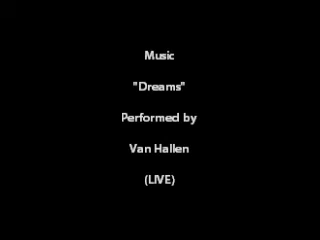 Music
"Dreams"
Performed by
Van Hallen
(LIVE)